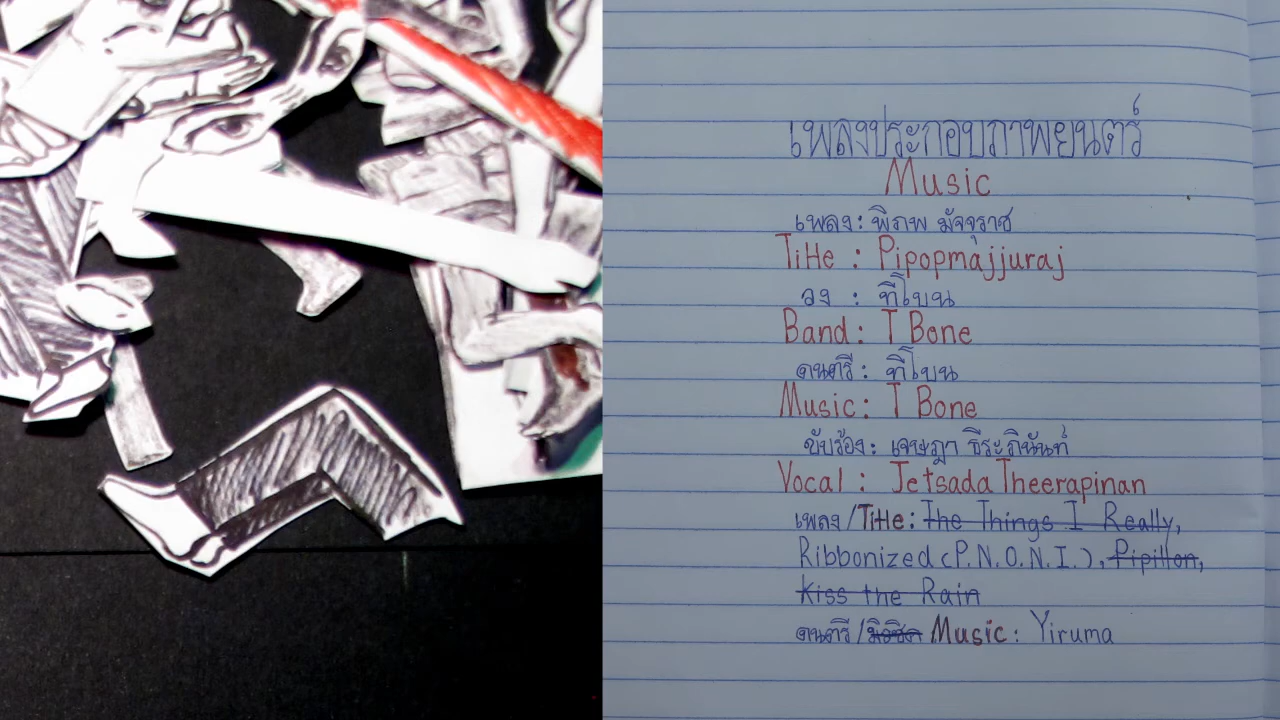 เพลงประกอบภาพยนตร์
Music
เพลง: พิภพ มัจจุราช
Title : Pipopmajjuraj
วง : ทีโบน
Band: T Bone
ดนตรี: ทีโบน
Music: T Bone
ขับร้อง: เจษฎา ธีระภินันท์
Vocal : Jetsada Theerapinan
เพลง/Title: The Things I Really,
Ribbonized (P.N.O.N.I.), Pipillon,
Kiss the Rain
ดนตรี/มิวซิค Music: Yiruma